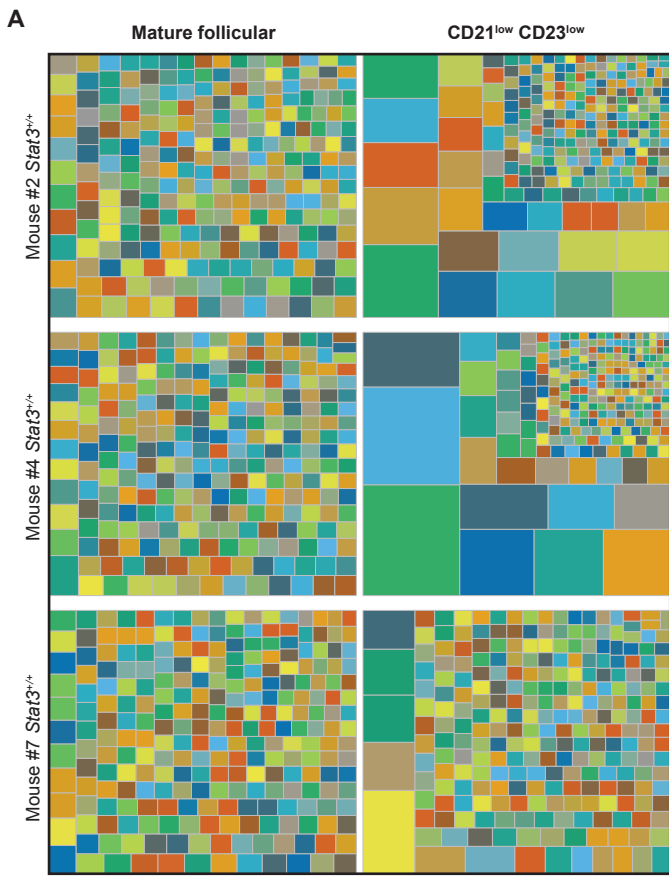 A
Mature follicular
CD21low CD23low
Mouse #2 Stat3+/+
Mouse #4 Stat3+/+
Mouse #7 Stat3+/+